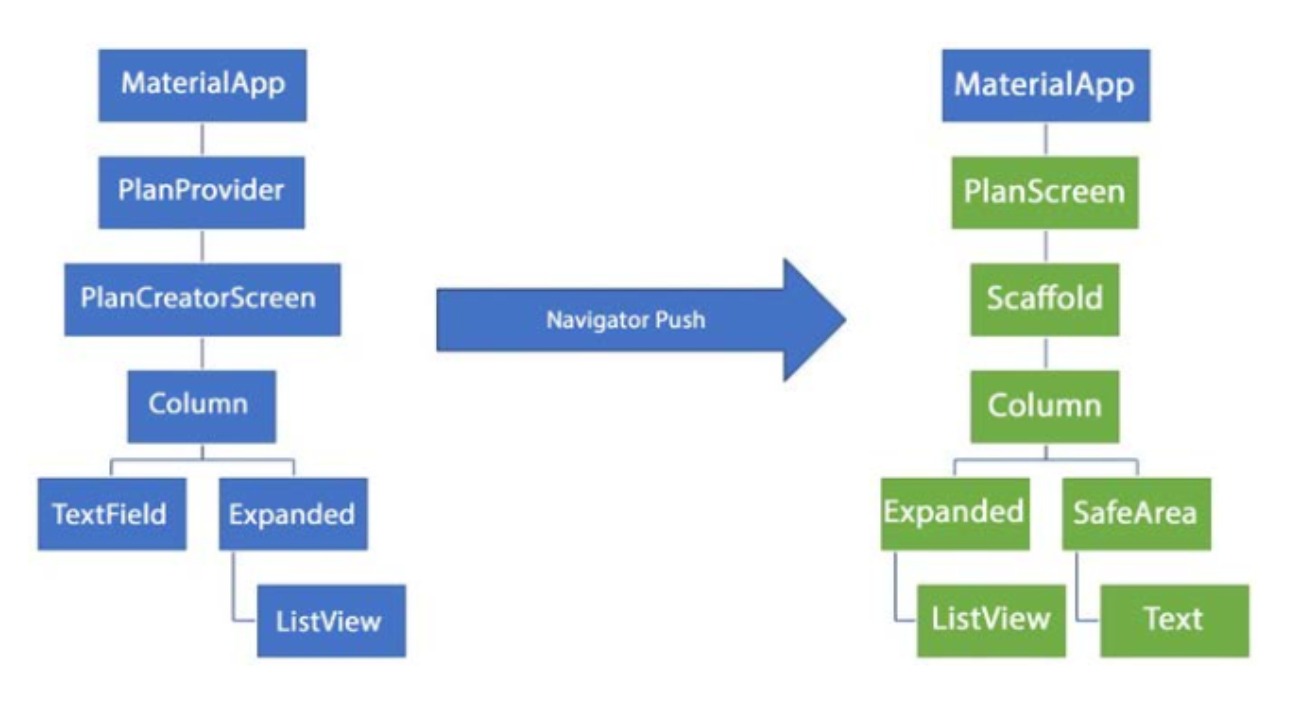 MaterialApp
PlanProvider
PlanCreatorScreen
Column
TextField
Expanded
ListView
Navigator Push
MaterialApp
PlanScreen
Scaffold
Column
Expanded
SafeArea
ListView
Text